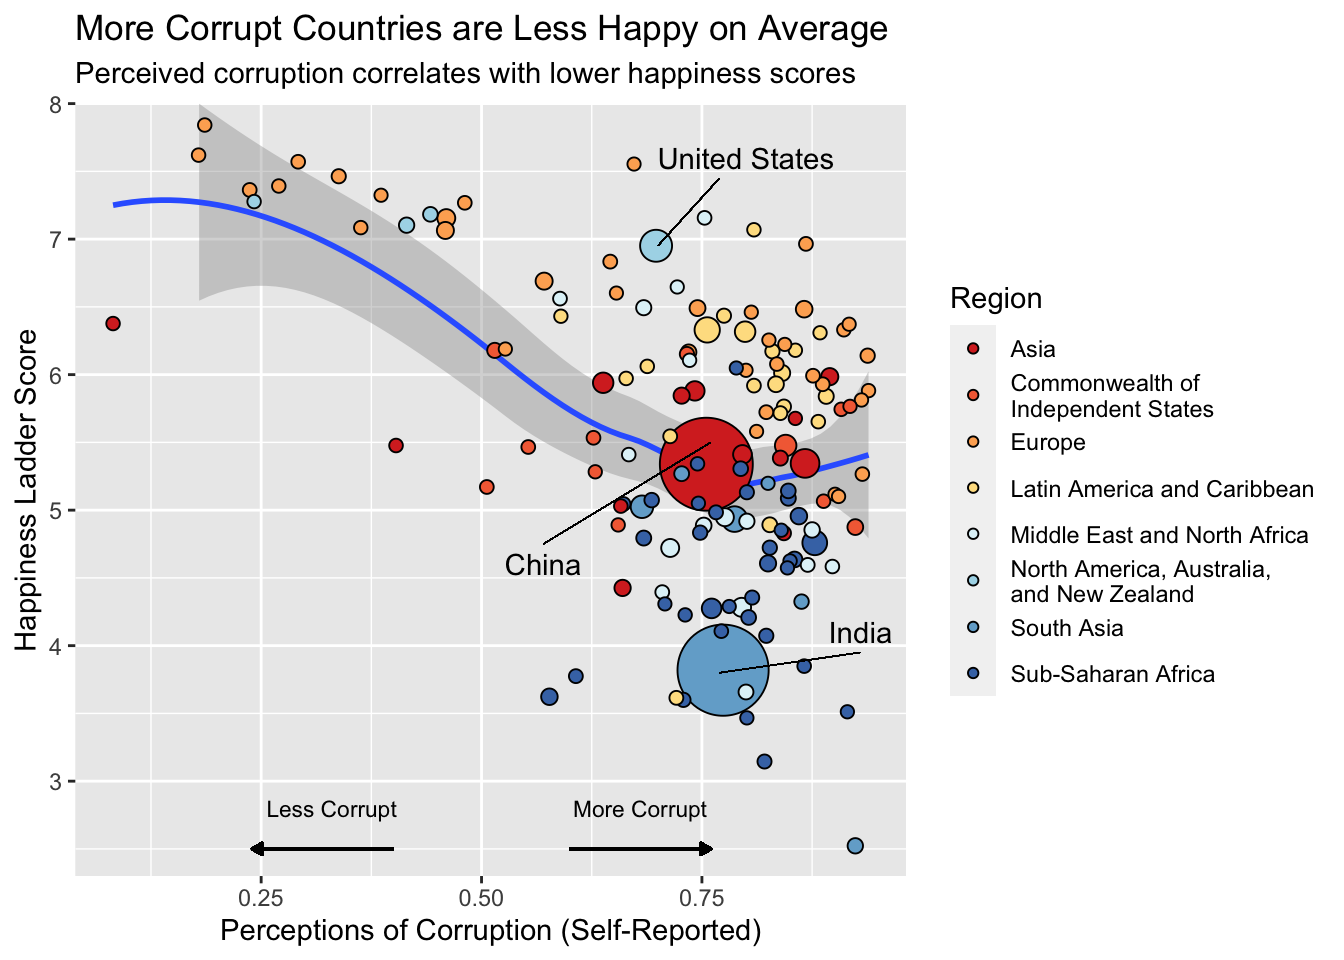 More Corrupt Countries are Less Happy on Average
Perceived corruption correlates with lower happiness scores
8
7
6
5
4
3
Happiness Ladder Score
United States
China
India
Less Corrupt
More Corrupt
0.25
0.50
0.75
Perceptions of Corruption (Self-Reported)
Region
Asia
Commonwealth of
Independent States
Europe
Latin America and Caribbean
Middle East and North Africa
North America, Australia,
and New Zealand
South Asia
Sub-Saharan Africa